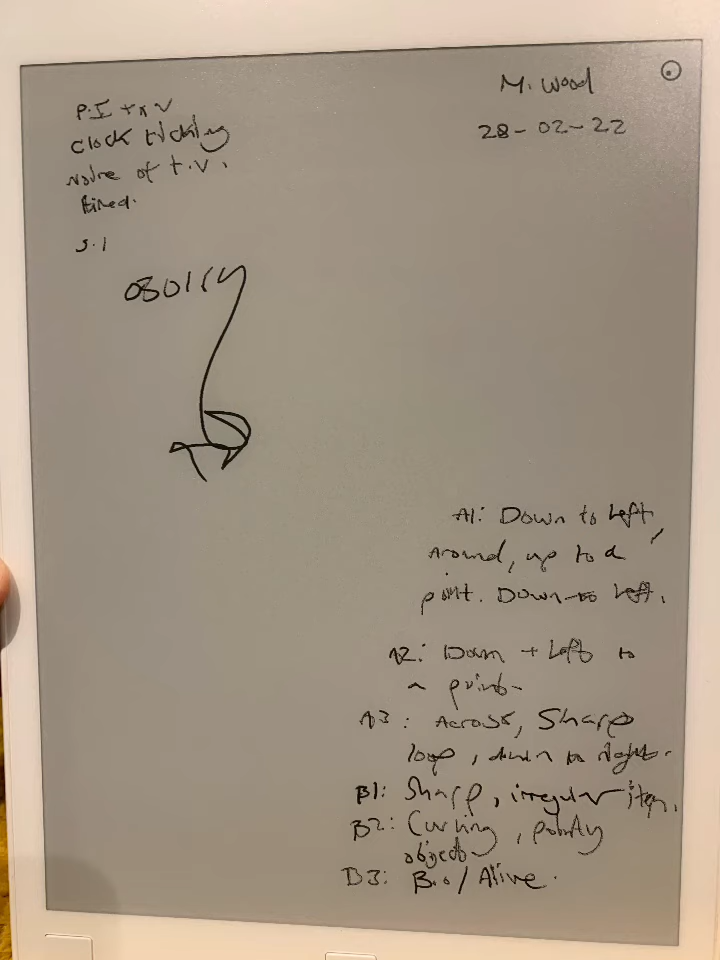 M. Wood
28-02-22
P.I
Clock ticking
Noise of T.V.
Tired.
S.1
A1: Down to Left,
Around, up to a
point. Down to Left.
A2: Down + Left to
a point.
A3: Across, Sharp
loop, down to right.
B1: Sharp, irregular item.
B2: Curving, pointy
object
B3: Bio/Alive.